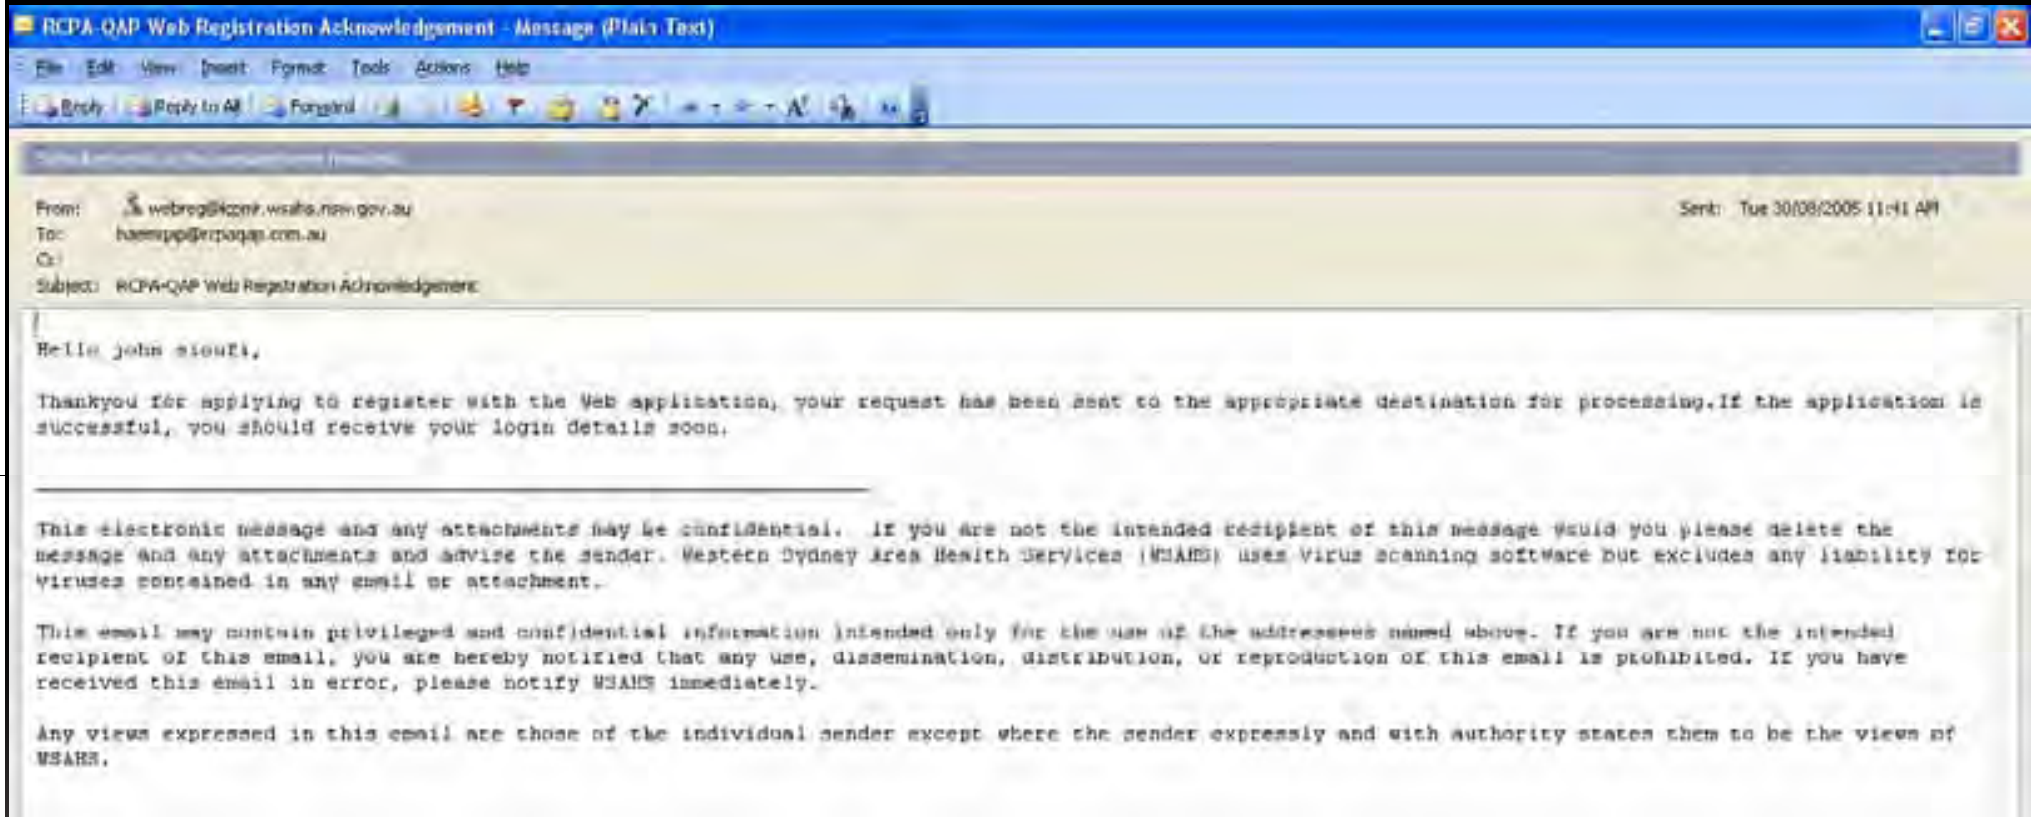 RCPA-QAP Web Registration Acknowledgement - Message (Plain Text)
File Edit View Insert Format Tools Actions Help
Reply Reply to All Forward
From: Sent: Tue 30/08/2005 11:41 AM
To:
Cc:
Subject: RCPA-QAP Web Registration Acknowledgement
Hello john sioufi,
Thankyou for applying to register with the Web application, your request has been sent to the appropriate destination for processing.If the application is
successful, you should receive your login details soon.
This electronic message and any attachments may be confidential. If you are not the intended recipient of this message would you please delete the
message and any attachments and advise the sender. Western Sydney Area Health Services (WSAHS) uses virus scanning software but excludes any liability for
viruses contained in any email or attachment.
This email may contain privileged and confidential information intended only for the use of the addressees named above. If you are not the intended
recipient of this email, you are hereby notified that any use, dissemination, distribution, or reproduction of this email is prohibited. If you have
received this email in error, please notify WSAHS immediately.
Any views expressed in this email are those of the individual sender except where the sender expressly and with authority states them to be the views of
WSAHS.